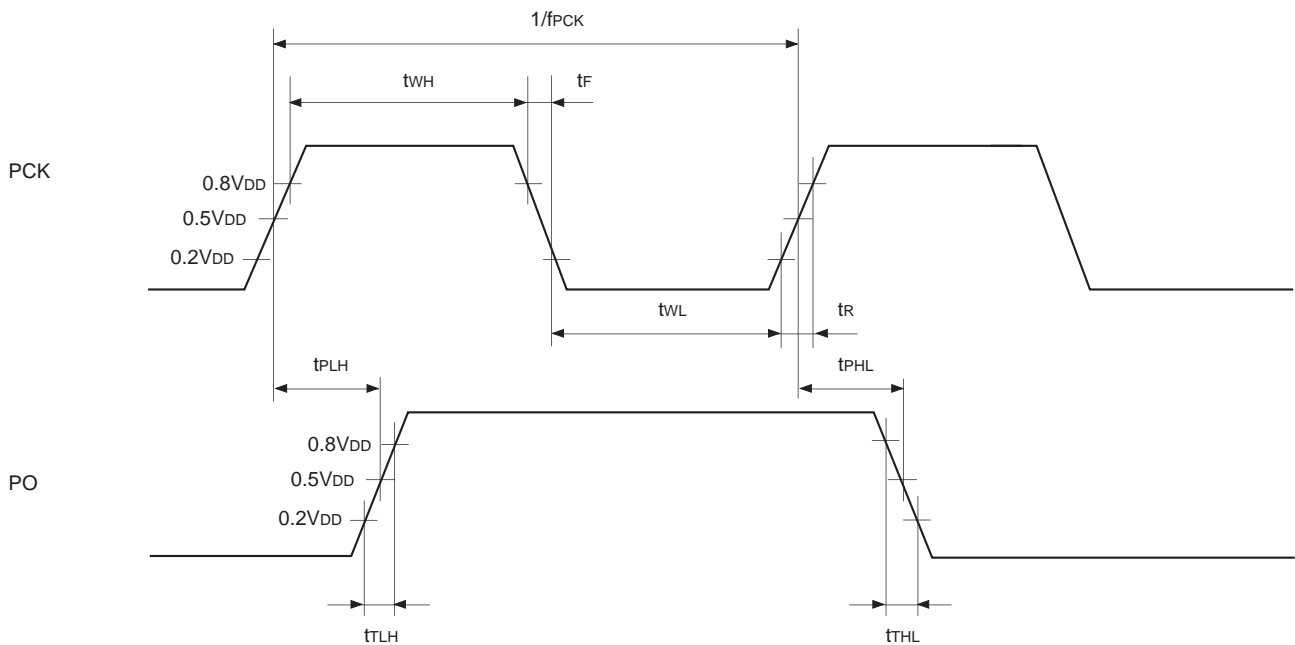 1/fPCK
tWH
tF
PCK
0.8VDD
0.5VDD
0.2VDD
tWL
tR
tPLH
tPHL
0.8VDD
PO
0.5VDD
0.2VDD
tTLH
tTHL